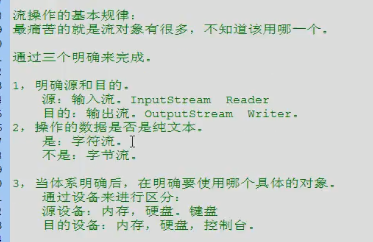 流操作的基本规律：
最痛苦的就是流对象有很多，不知道该用哪一个。
通过三个明确来完成。
1，明确源和目的。
源：输入流。InputStream Reader
目的：输出流。OutputStream Writer。
2，操作的数据是否是纯文本。
是：字符流。
不是：字节流。
3，当体系明确后，在明确要使用哪个具体的对象。
通过设备来进行区分：
源设备：内存，硬盘。键盘
目的设备：内存，硬盘，控制台。